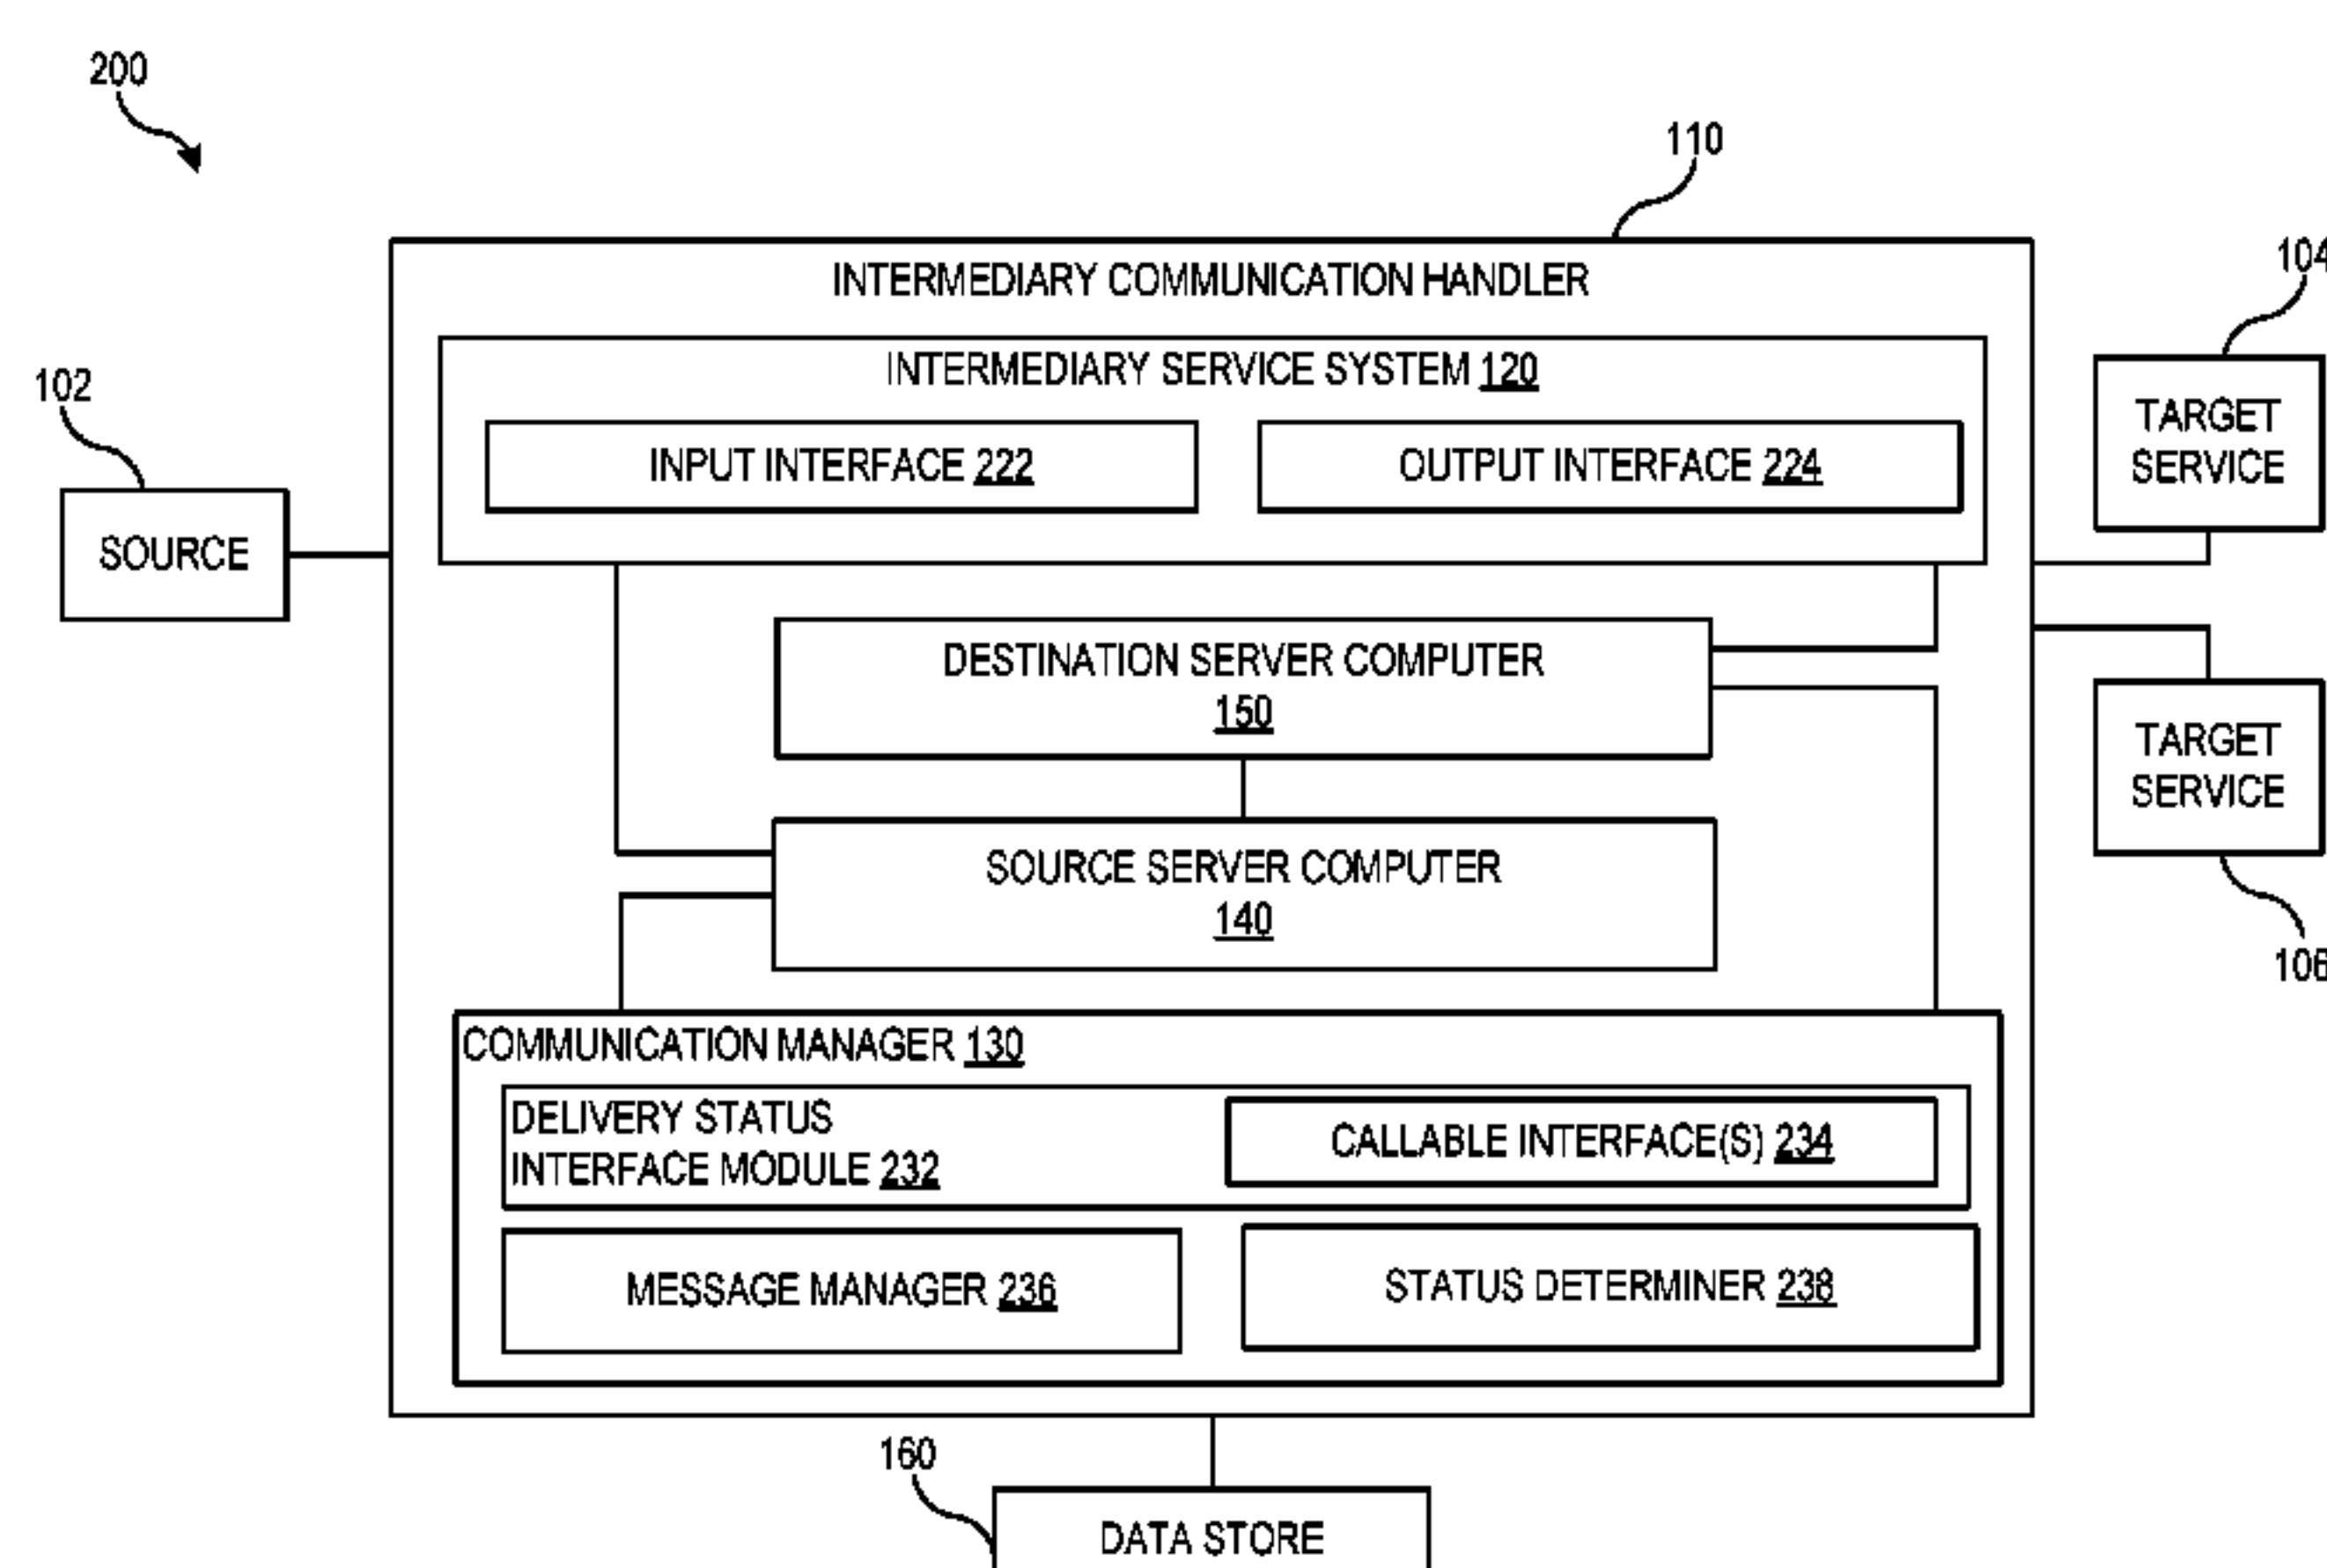 200
110
INTERMEDIARY COMMUNICATION HANDLER
104
INTERMEDIARY SERVICE SYSTEM 120
102
INPUT INTERFACE 222
OUTPUT INTERFACE 224
TARGET
SERVICE
SOURCE
DESTINATION SERVER COMPUTER
150
TARGET
SERVICE
SOURCE SERVER COMPUTER
140
106
COMMUNICATION MANAGER 130
DELIVERY STATUS
INTERFACE MODULE 232
CALLABLE INTERFACE(S) 234
MESSAGE MANAGER 236
STATUS DETERMINER 238
160
DATA STORE